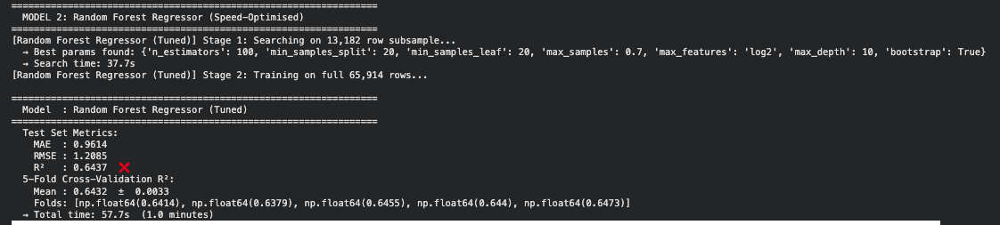 =================================================================
MODEL 2: Random Forest Regressor (Speed-Optimised)
=================================================================
[Random Forest Regressor (Tuned)] Stage 1: Searching on 13,182 row subsample...
→ Best params found: {'n_estimators': 100, 'min_samples_split': 20, 'min_samples_leaf': 20, 'max_samples': 0.7, 'max_features': 'log2', 'max_depth': 10, 'bootstrap': True}
→ Search time: 37.7s
[Random Forest Regressor (Tuned)] Stage 2: Training on full 65,914 rows...
=================================================================
Model : Random Forest Regressor (Tuned)
=================================================================
Test Set Metrics:
MAE : 0.9614
RMSE : 1.2085
R² : 0.6437 ❌
5-Fold Cross-Validation R²:
Mean : 0.6432 ± 0.0033
Folds: [np.float64(0.6414), np.float64(0.6379), np.float64(0.6455), np.float64(0.644), np.float64(0.6473)]
→ Total time: 57.7s (1.0 minutes)